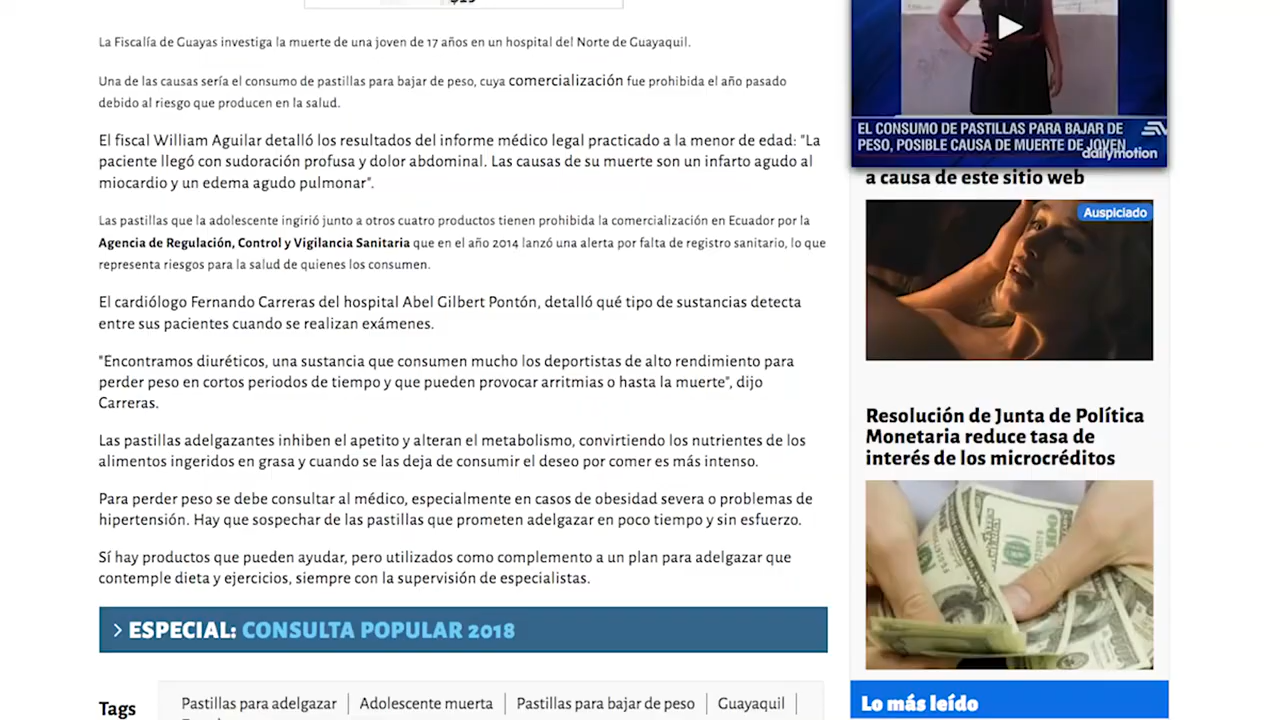 La Fiscalía de Guayas investiga la muerte de una joven de 17 años en un hospital del Norte de Guayaquil.
Una de las causas sería el consumo de pastillas para bajar de peso, cuya comercialización fue prohibida el año pasado
debido al riesgo que producen en la salud.
El fiscal William Aguilar detalló los resultados del informe médico legal practicado a la menor de edad: "La
paciente llegó con sudoración profusa y dolor abdominal. Las causas de su muerte son un infarto agudo al
miocardio y un edema agudo pulmonar".
Las pastillas que la adolescente ingirió junto a otros cuatro productos tienen prohibida la comercialización en Ecuador por la
Agencia de Regulación, Control y Vigilancia Sanitaria que en el año 2014 lanzó una alerta por falta de registro sanitario, lo que
representa riesgos para la salud de quienes los consumen.
El cardiólogo Fernando Carreras del hospital Abel Gilbert Pontón, detalló qué tipo de sustancias detecta
entre sus pacientes cuando se realizan exámenes.
"Encontramos diuréticos, una sustancia que consumen mucho los deportistas de alto rendimiento para
perder peso en cortos periodos de tiempo y que pueden provocar arritmias o hasta la muerte", dijo
Carreras.
Las pastillas adelgazantes inhiben el apetito y alteran el metabolismo, convirtiendo los nutrientes de los
alimentos ingeridos en grasa y cuando se las deja de consumir el deseo por comer es más intenso.
Para perder peso se debe consultar al médico, especialmente en casos de obesidad severa o problemas de
hipertensión. Hay que sospechar de las pastillas que prometen adelgazar en poco tiempo y sin esfuerzo.
Sí hay productos que pueden ayudar, pero utilizados como complemento a un plan para adelgazar que
contemple dieta y ejercicios, siempre con la supervisión de especialistas.
> ESPECIAL: CONSULTA POPULAR 2018
Tags
Pastillas para adelgazar | Adolescente muerta | Pastillas para bajar de peso | Guayaquil |
EL CONSUMO DE PASTILLAS PARA BAJAR DE
PESO, POSIBLE CAUSA DE MUERTE DE JOVEN
dailymotion
a causa de este sitio web
Auspiciado
Resolución de Junta de Política
Monetaria reduce tasa de
interés de los microcréditos
Lo más leído